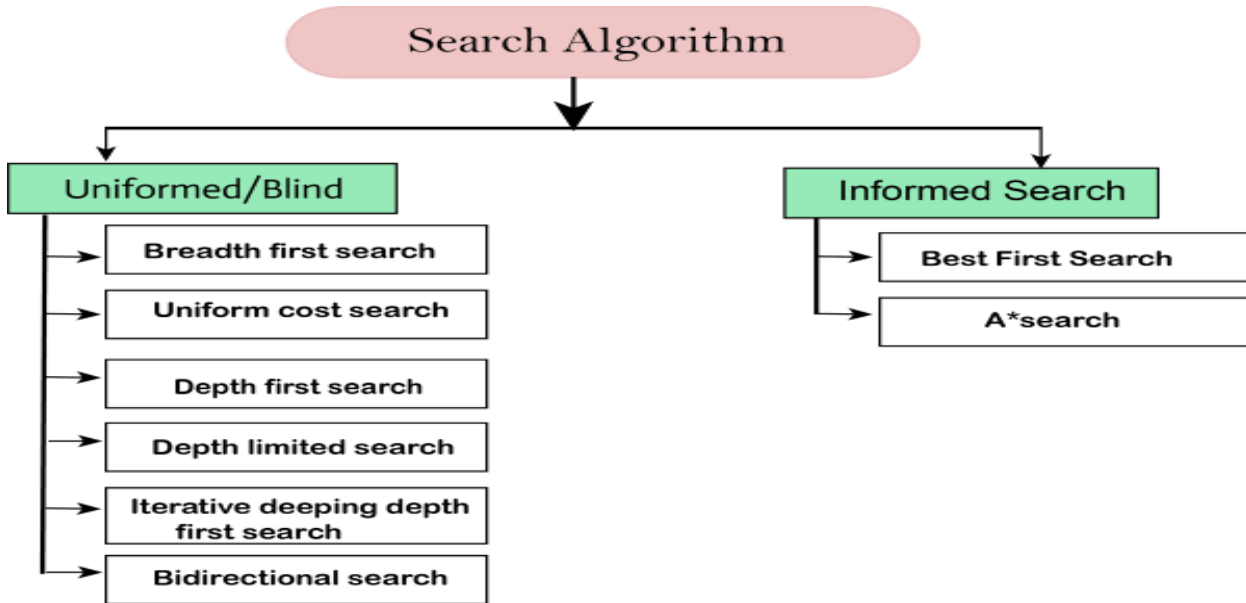 Search Algorithm
Uniformed/Blind
Breadth first search
Uniform cost search
Depth first search
Depth limited search
Iterative deeping depth
first search
Bidirectional search
Informed Search
Best First Search
A*search